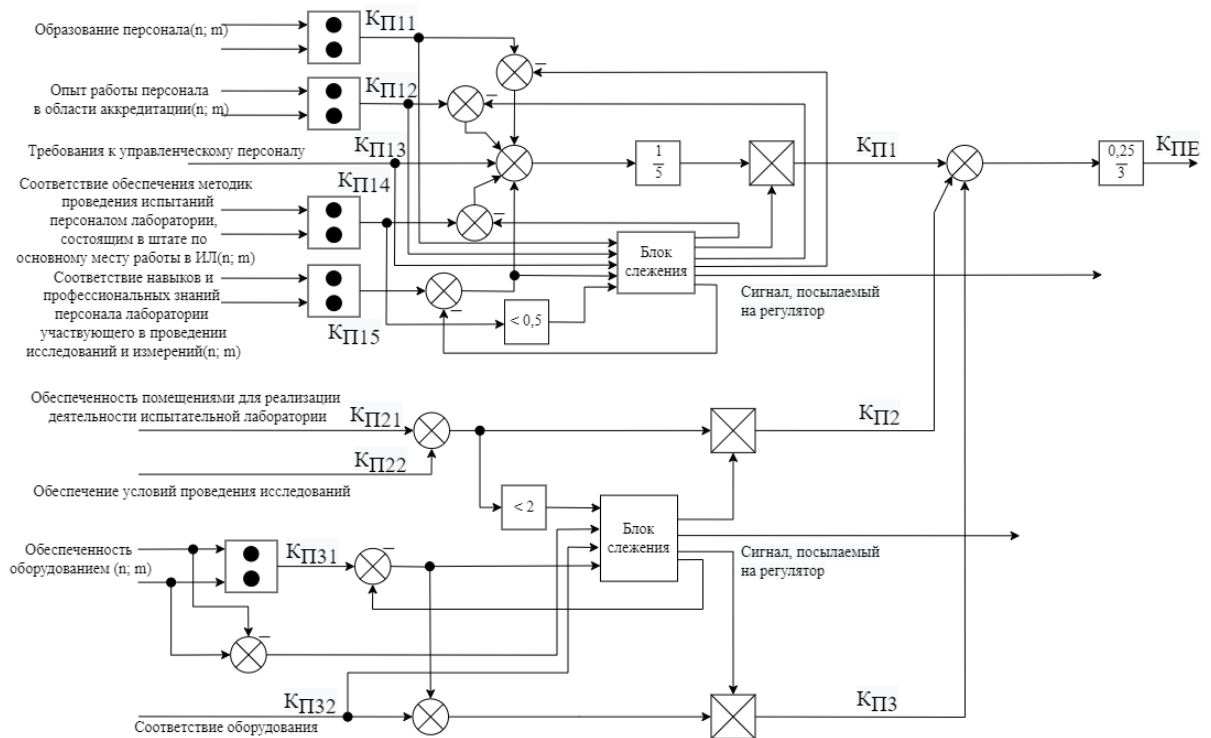 Образование персонала(n; m)
КП11
Опыт работы персонала
в области аккредитации(n; m)
КП12
Требования к управленческому персоналу
КП13
Соответствие обеспечения методик
проведения испытаний
персоналом лаборатории,
состоящим в штате по
основному месту работы в ИЛ(n; m)
КП14
Соответствие навыков и
профессиональных знаний
персонала лаборатории
участвующего в проведении
исследований и измерений(n; m)
КП15
–
–
–
–
1
5
< 0,5
Блок
слежения
Сигнал, посылаемый
на регулятор
КП1
0,25
3
КПЕ
Обеспеченность помещениями для реализации
деятельности испытательной лаборатории
КП21
КП22
Обеспечение условий проведения исследований
< 2
КП2
Обеспеченность
оборудованием (n; m)
КП31
–
–
Блок
слежения
Сигнал, посылаемый
на регулятор
КП32
Соответствие оборудования
КП3